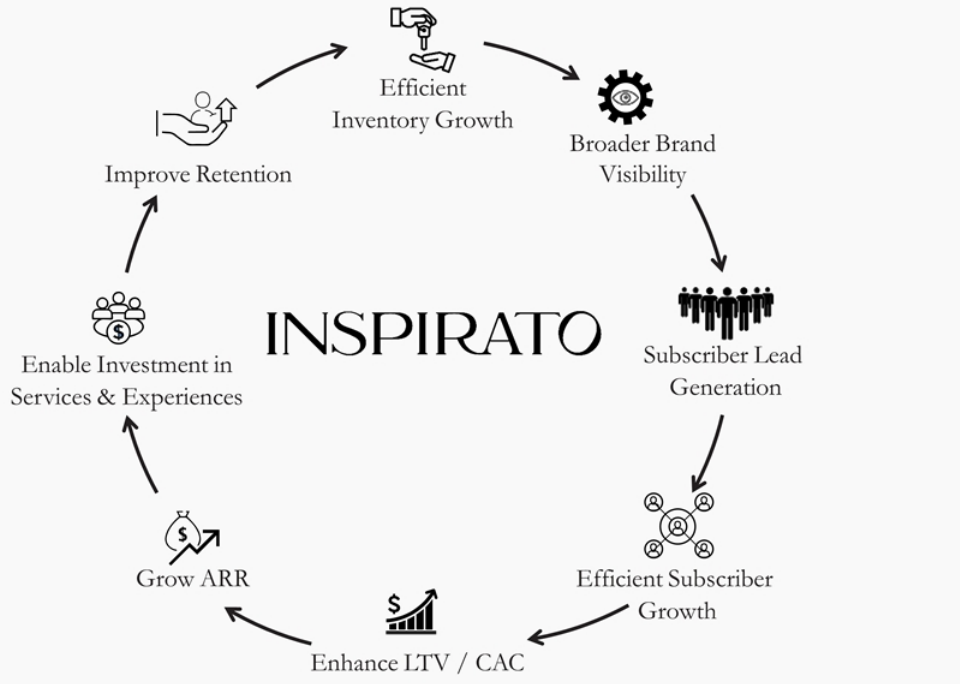 Efficient
Inventory Growth
Broader Brand
Visibility
Subscriber Lead
Generation
Efficient Subscriber
Growth
$
Enhance LTV / CAC
$
Grow ARR
$
Enable Investment in
Services & Experiences
Improve Retention
INSPIRATO